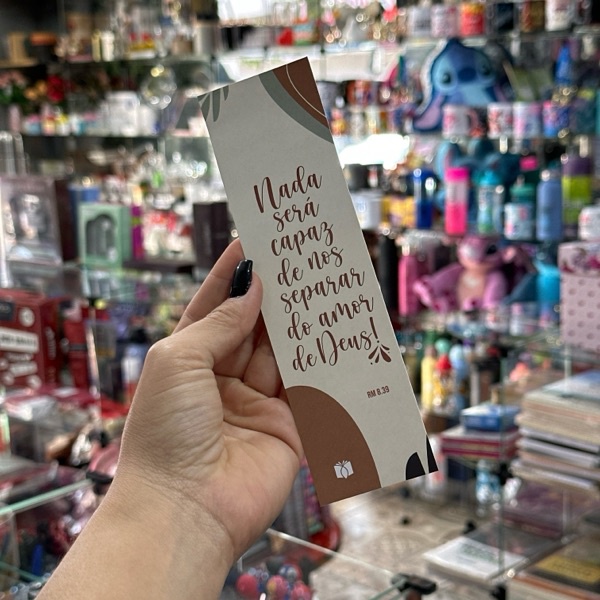 Nada
será
capaz
de nos
separar
do amor
de Deus!
RM 8.39